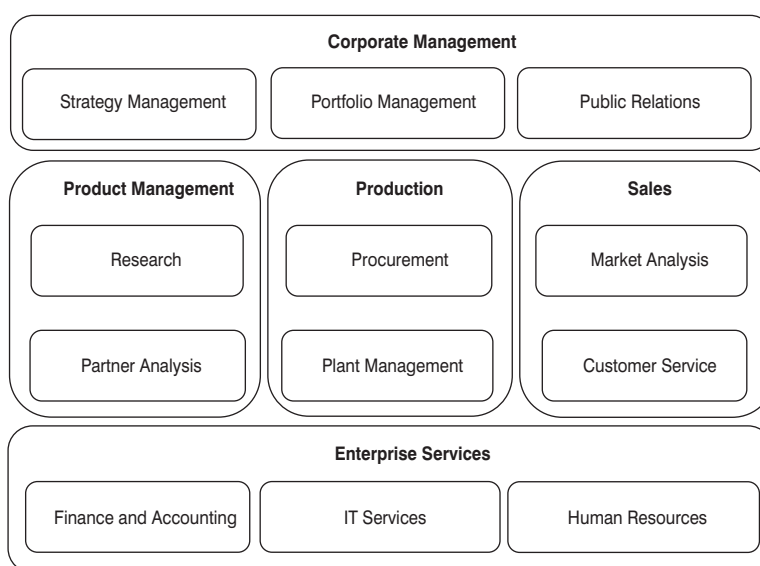 Corporate Management
Strategy Management
Portfolio Management
Public Relations
Product Management
Production
Sales
Research
Procurement
Market Analysis
Partner Analysis
Plant Management
Customer Service
Enterprise Services
Finance and Accounting
IT Services
Human Resources